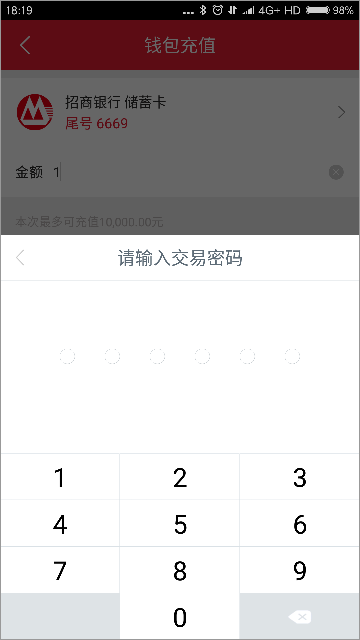 18:19 ... 4G+ HD 98%
钱包充值
招商银行 储蓄卡
尾号 6669
金额 1
本次最多可充值10,000.00元
请输入交易密码
1 2 3
4 5 6
7 8 9
0